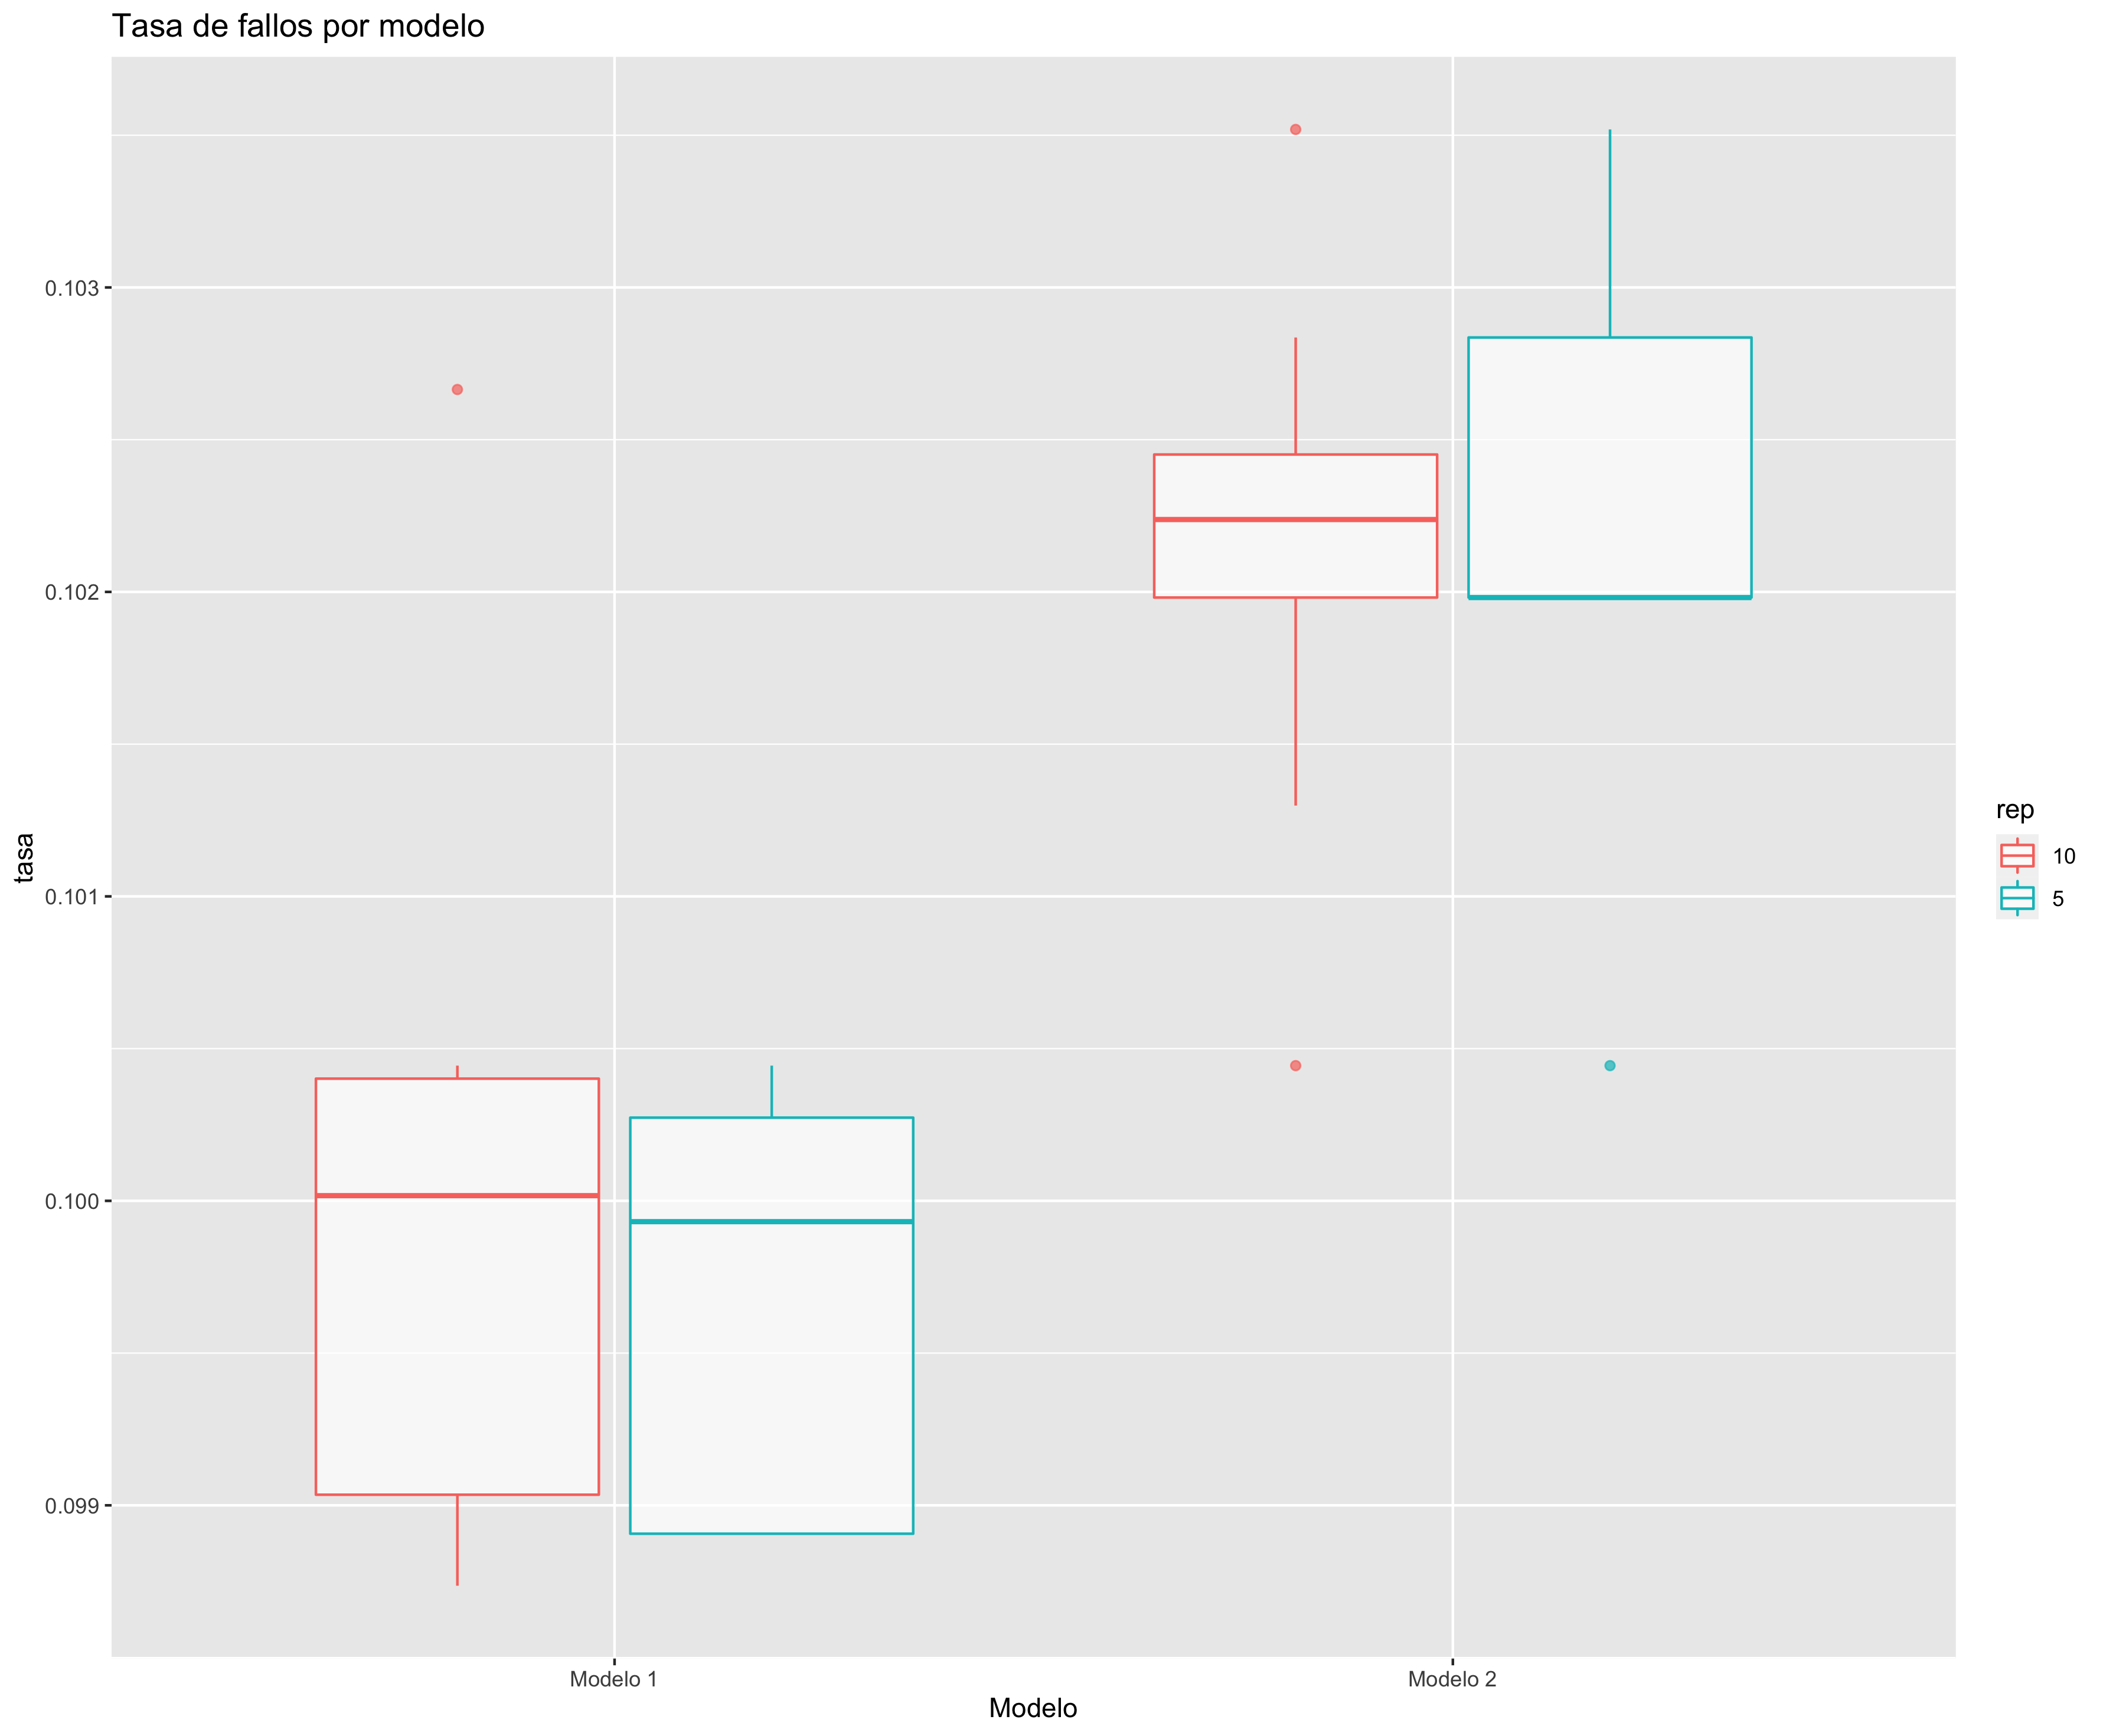 Tasa de fallos por modelo
0.103
0.102
0.101
0.100
0.099
tasa
Modelo 1
Modelo 2
Modelo
rep
10
5